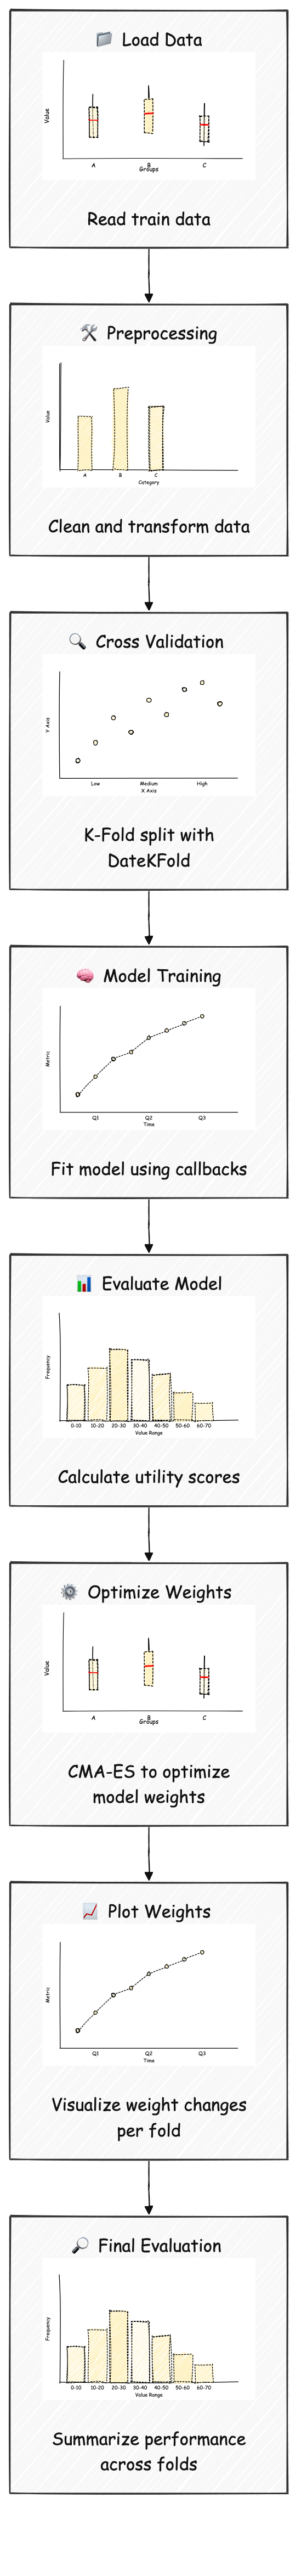 Load Data
Value
A
B
C
Groups
Read train data
Preprocessing
Value
A
B
C
Category
Clean and transform data
Cross Validation
Y Axis
Low
Medium
High
X Axis
K-Fold split with
DateKFold
Model Training
Metric
Q1
Q2
Q3
Time
Fit model using callbacks
Evaluate Model
Frequency
0-10 10-20 20-30 30-40 40-50 50-60 60-70
Value Range
Calculate utility scores
Optimize Weights
Value
A
B
C
Groups
CMA-ES to optimize
model weights
Plot Weights
Metric
Q1
Q2
Q3
Time
Visualize weight changes
per fold
Final Evaluation
Frequency
0-10 10-20 20-30 30-40 40-50 50-60 60-70
Value Range
Summarize performance
across folds